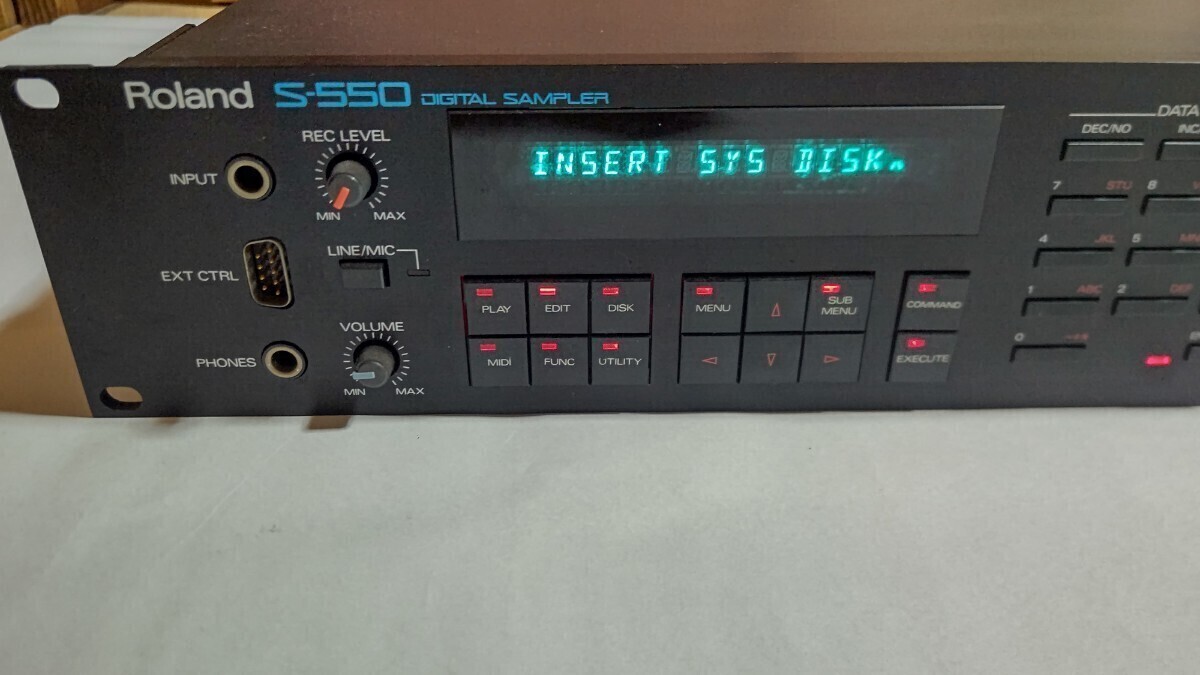 Roland S-550 DIGITAL SAMPLER
REC LEVEL
MIN MAX
INPUT
LINE/MIC
EXT CTRL
VOLUME
MIN MAX
PHONES
INSERT SYS DISK
PLAY EDIT DISK
MIDI FUNC UTILITY
MENU SUB MENU
COMMAND
EXECUTE
DATA
DEC/NO INC
7 STU 8
4 JKL 5 MN
1 ABC 2 DEF
0